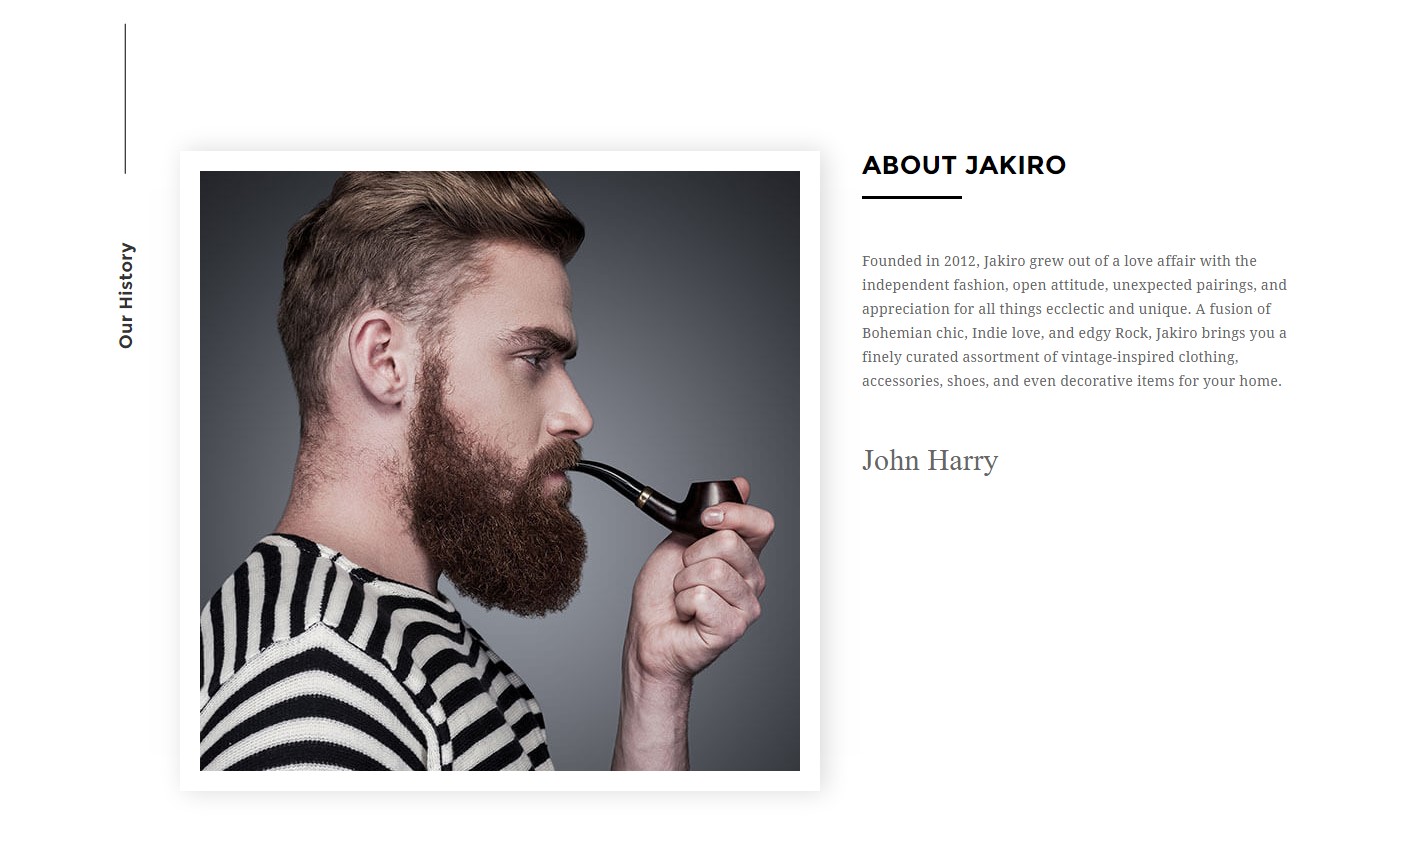 Our History
ABOUT JAKIRO
Founded in 2012, Jakiro grew out of a love affair with the
independent fashion, open attitude, unexpected pairings, and
appreciation for all things ecclectic and unique. A fusion of
Bohemian chic, Indie love, and edgy Rock, Jakiro brings you a
finely curated assortment of vintage-inspired clothing,
accessories, shoes, and even decorative items for your home.
John Harry